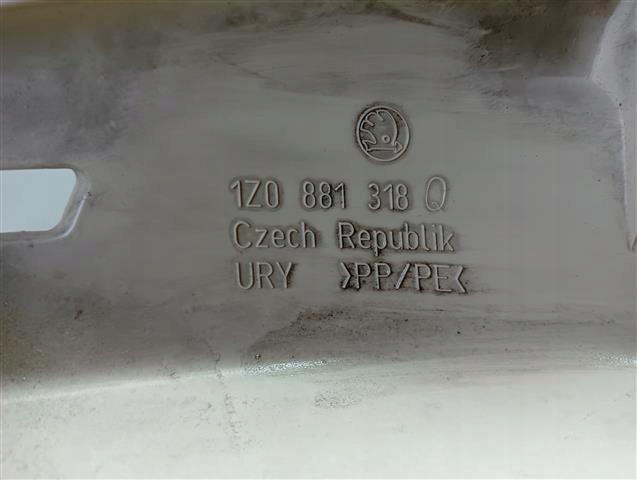 1Z0 881 318 Q
Czech Republik
URY >PP/PE<